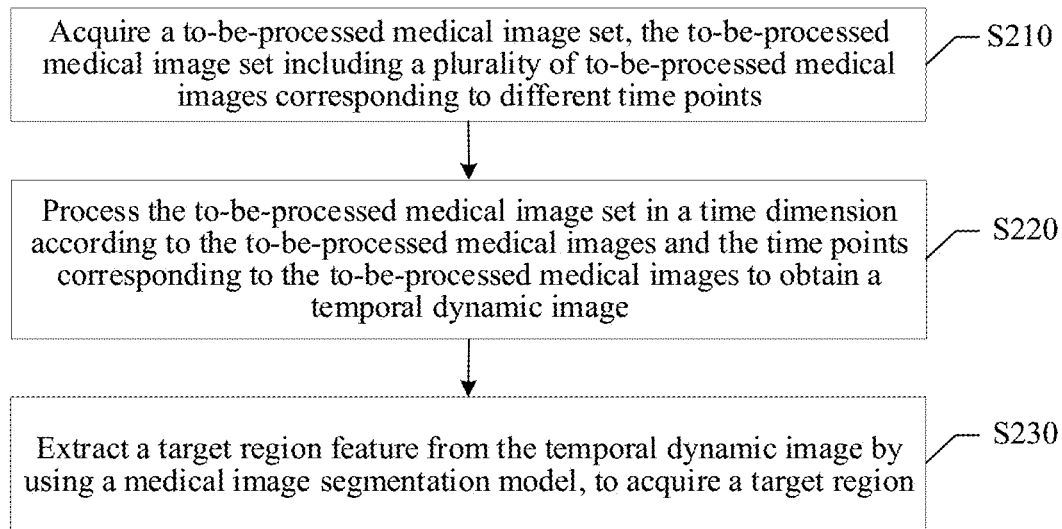 Acquire a to-be-processed medical image set, the to-be-processed
medical image set including a plurality of to-be-processed medical
images corresponding to different time points
S210
Process the to-be-processed medical image set in a time dimension
according to the to-be-processed medical images and the time points
corresponding to the to-be-processed medical images to obtain a
temporal dynamic image
S220
Extract a target region feature from the temporal dynamic image by
using a medical image segmentation model, to acquire a target region
S230